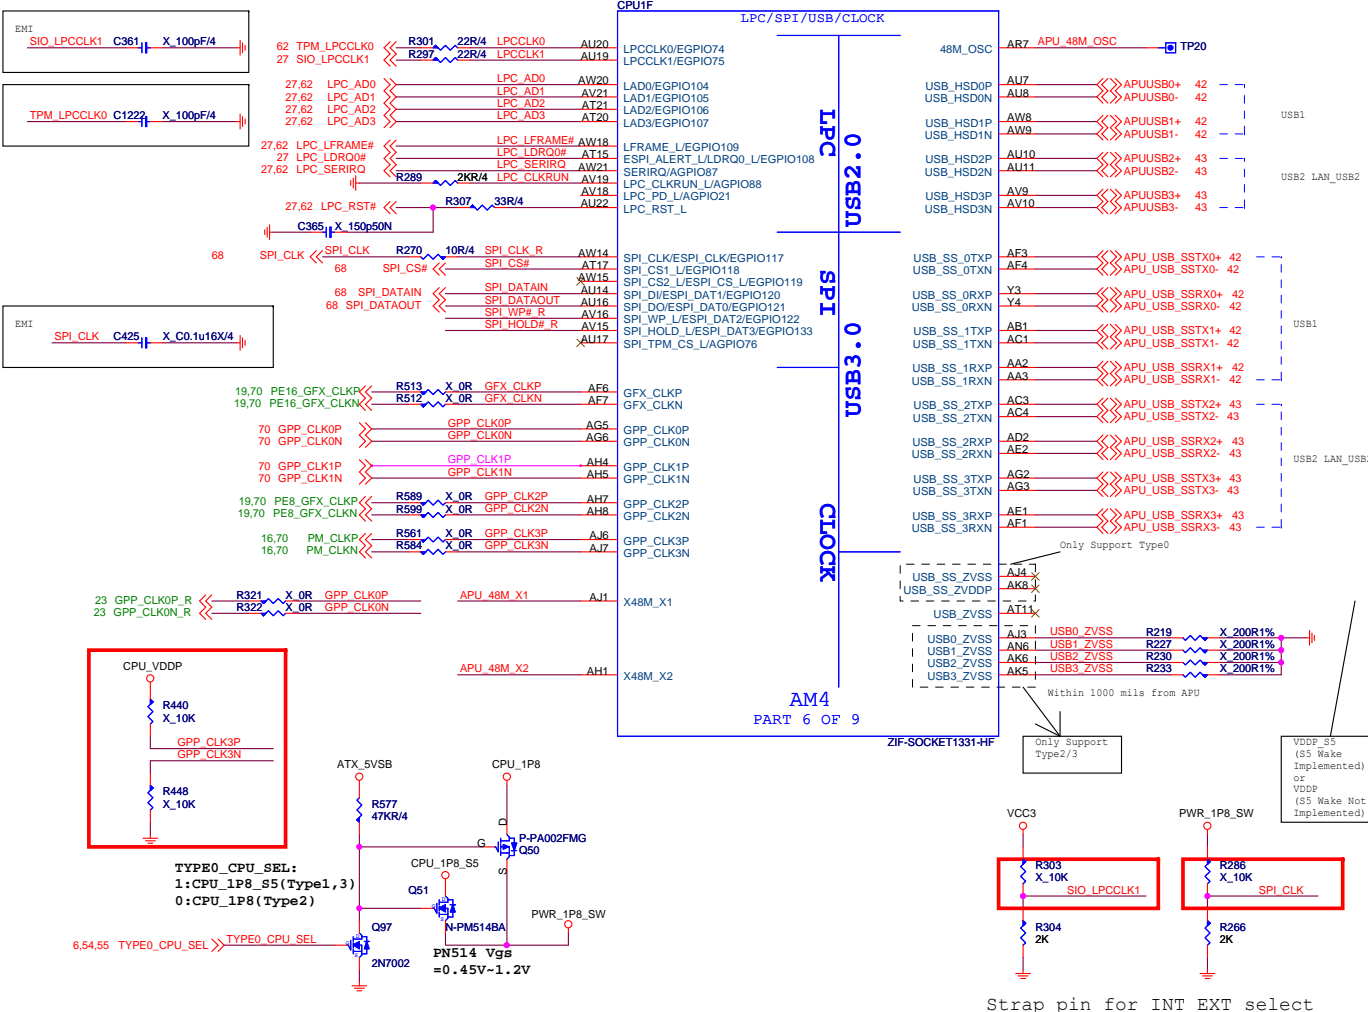 CPU1F
LPC/SPI/USB/CLOCK
EMI
SIO_LPCCLK1 C361 X_100pF/4
TPM_LPCCLK0 C1222 X_100pF/4
62 TPM_LPCCLK0 R301 22R/4 LPCCLK0 AU20 LPCCLK0/EGPIO74
27 SIO_LPCCLK1 R297 22R/4 LPCCLK1 AU19 LPCCLK1/EGPIO75
27,62 LPC_AD0 LPC_AD0 AW20 LAD0/EGPIO104
27,62 LPC_AD1 LPC_AD1 AV21 LAD1/EGPIO105
27,62 LPC_AD2 LPC_AD2 AT21 LAD2/EGPIO106
27,62 LPC_AD3 LPC_AD3 AT20 LAD3/EGPIO107
27,62 LPC_LFRAME# LPC_LFRAME# AW18 LFRAME_L/EGPIO109
27 LPC_LDRQ0# LPC_LDRQ0# AT15 ESPI_ALERT_L/LDRQ0_L/EGPIO108
27,62 LPC_SERIRQ LPC_SERIRQ AW21 SERIRQ/AGPIO87
R289 2KR/4 LPC_CLKRUN AV19 LPC_CLKRUN_L/AGPIO88
AV18 LPC_PD_L/AGPIO21
27,62 LPC_RST# R307 33R/4 AU22 LPC_RST_L
C365 X_150p50N
68 SPI_CLK SPI_CLK R270 10R/4 SPI_CLK_R AW14 SPI_CLK/ESPI_CLK/EGPIO117
68 SPI_CS# SPI_CS# AT17 SPI_CS1_L/EGPIO118
AW15 SPI_CS2_L/ESPI_CS_L/EGPIO119
68 SPI_DATAIN SPI_DATAIN AU14 SPI_DI/ESPI_DAT1/EGPIO120
68 SPI_DATAOUT SPI_DATAOUT AU16 SPI_DO/ESPI_DAT0/EGPIO121
SPI_WP#_R AV16 SPI_WP_L/ESPI_DAT2/EGPIO122
SPI_HOLD#_R AV15 SPI_HOLD_L/ESPI_DAT3/EGPIO133
AU17 SPI_TPM_CS_L/AGPIO76
EMI
SPI_CLK C425 X_C0.1u16X/4
19,70 PE16_GFX_CLKP R513 X_0R GFX_CLKP AF6 GFX_CLKP
19,70 PE16_GFX_CLKN R512 X_0R GFX_CLKN AF7 GFX_CLKN
70 GPP_CLK0P GPP_CLK0P AG5 GPP_CLK0P
70 GPP_CLK0N GPP_CLK0N AG6 GPP_CLK0N
70 GPP_CLK1P GPP_CLK1P AH4 GPP_CLK1P
70 GPP_CLK1N GPP_CLK1N AH5 GPP_CLK1N
19,70 PE8_GFX_CLKP R589 X_0R GPP_CLK2P AH7 GPP_CLK2P
19,70 PE8_GFX_CLKN R599 X_0R GPP_CLK2N AH8 GPP_CLK2N
16,70 PM_CLKP R561 X_0R GPP_CLK3P AJ6 GPP_CLK3P
16,70 PM_CLKN R584 X_0R GPP_CLK3N AJ7 GPP_CLK3N
23 GPP_CLK0P_R R321 X_0R GPP_CLK0P
23 GPP_CLK0N_R R322 X_0R GPP_CLK0N
APU_48M_X1 AJ1 X48M_X1
APU_48M_X2 AH1 X48M_X2
LPC
USB2.0
SPI
USB3.0
CLOCK
AM4
PART 6 OF 9
ZIF-SOCKET1331-HF
48M_OSC AR7 APU_48M_OSC TP20
USB_HSD0P AU7 APUUSB0+ 42
USB_HSD0N AU8 APUUSB0- 42
USB1
USB_HSD1P AW8 APUUSB1+ 42
USB_HSD1N AW9 APUUSB1- 42
USB_HSD2P AU10 APUUSB2+ 43
USB_HSD2N AU11 APUUSB2- 43
USB2 LAN_USB2
USB_HSD3P AV9 APUUSB3+ 43
USB_HSD3N AV10 APUUSB3- 43
USB_SS_0TXP AF3 APU_USB_SSTX0+ 42
USB_SS_0TXN AF4 APU_USB_SSTX0- 42
USB_SS_0RXP Y3 APU_USB_SSRX0+ 42
USB_SS_0RXN Y4 APU_USB_SSRX0- 42
USB1
USB_SS_1TXP AB1 APU_USB_SSTX1+ 42
USB_SS_1TXN AC1 APU_USB_SSTX1- 42
USB_SS_1RXP AA2 APU_USB_SSRX1+ 42
USB_SS_1RXN AA3 APU_USB_SSRX1- 42
USB_SS_2TXP AC3 APU_USB_SSTX2+ 43
USB_SS_2TXN AC4 APU_USB_SSTX2- 43
USB_SS_2RXP AD2 APU_USB_SSRX2+ 43
USB_SS_2RXN AE2 APU_USB_SSRX2- 43
USB2 LAN_USB2
USB_SS_3TXP AG2 APU_USB_SSTX3+ 43
USB_SS_3TXN AG3 APU_USB_SSTX3- 43
USB_SS_3RXP AE1 APU_USB_SSRX3+ 43
USB_SS_3RXN AF1 APU_USB_SSRX3- 43
Only Support Type0
USB_SS_ZVSS AJ4
USB_SS_ZVDDP AK8
USB_ZVSS AT11
USB0_ZVSS AJ3 USB0_ZVSS R219 X_200R1%
USB1_ZVSS AN6 USB1_ZVSS R227 X_200R1%
USB2_ZVSS AK6 USB2_ZVSS R230 X_200R1%
USB3_ZVSS AK5 USB3_ZVSS R233 X_200R1%
Within 1000 mils from APU
Only Support
Type2/3
VDDP_S5
(S5 Wake
Implemented)
or
VDDP
(S5 Wake Not
Implemented)
CPU_VDDP
R440
X_10K
GPP_CLK3P
GPP_CLK3N
R448
X_10K
TYPE0_CPU_SEL:
1:CPU_1P8_S5(Type1,3)
0:CPU_1P8(Type2)
6,54,55 TYPE0_CPU_SEL TYPE0_CPU_SEL
ATX_5VSB
R577
47KR/4
Q97
2N7002
CPU_1P8
D
G
S
P-PA002FMG
Q50
CPU_1P8_S5
Q51
N-PM514BA
PWR_1P8_SW
PN514 Vgs
=0.45V~1.2V
VCC3
R303
X_10K
SIO_LPCCLK1
R304
2K
PWR_1P8_SW
R286
X_10K
SPI_CLK
R266
2K
Strap pin for INT EXT select